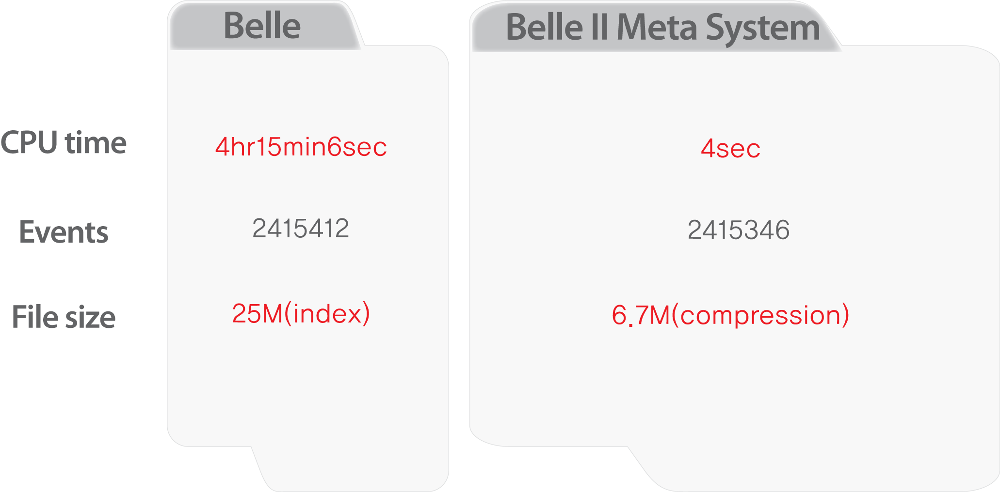 Belle Belle II Meta System
CPU time 4hr15min6sec 4sec
Events 2415412 2415346
File size 25M(index) 6.7M(compression)